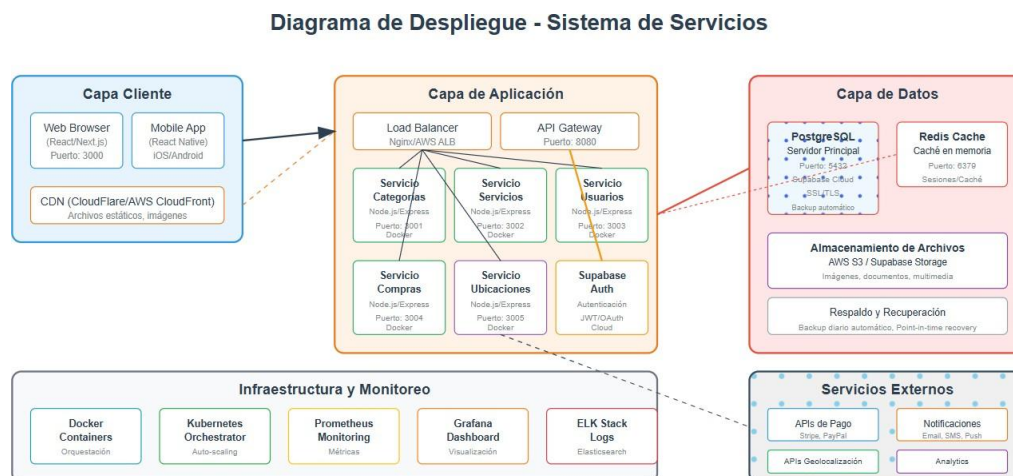 Diagrama de Despliegue - Sistema de Servicios
Capa Cliente
Web Browser
(React/Next.js)
Puerto: 3000
Mobile App
(React Native)
iOS/Android
CDN (CloudFlare/AWS CloudFront)
Archivos estáticos, imágenes
Capa de Aplicación
Load Balancer
Nginx/AWS ALB
API Gateway
Puerto: 8080
Servicio
Categorías
Node.js/Express
Puerto: 3001
Docker
Servicio
Servicios
Node.js/Express
Puerto: 3002
Docker
Servicio
Usuarios
Node.js/Express
Puerto: 3003
Docker
Servicio
Compras
Node.js/Express
Puerto: 3004
Docker
Servicio
Ubicaciones
Node.js/Express
Puerto: 3005
Docker
Supabase
Auth
Autenticación
JWT/OAuth
Cloud
Capa de Datos
PostgreSQL
Servidor Principal
Puerto: 5432
Supabase Cloud
SSL/TLS
Backup automático
Redis Cache
Caché en memoria
Puerto: 6379
Sesiones/Caché
Almacenamiento de Archivos
AWS S3 / Supabase Storage
Imágenes, documentos, multimedia
Respaldo y Recuperación
Backup diario automático, Point-in-time recovery
Infraestructura y Monitoreo
Docker
Containers
Orquestación
Kubernetes
Orchestrator
Auto-scaling
Prometheus
Monitoring
Métricas
Grafana
Dashboard
Visualización
ELK Stack
Logs
Elasticsearch
Servicios Externos
APIs de Pago
Stripe, PayPal
Notificaciones
Email, SMS, Push
APIs Geolocalización
Analytics